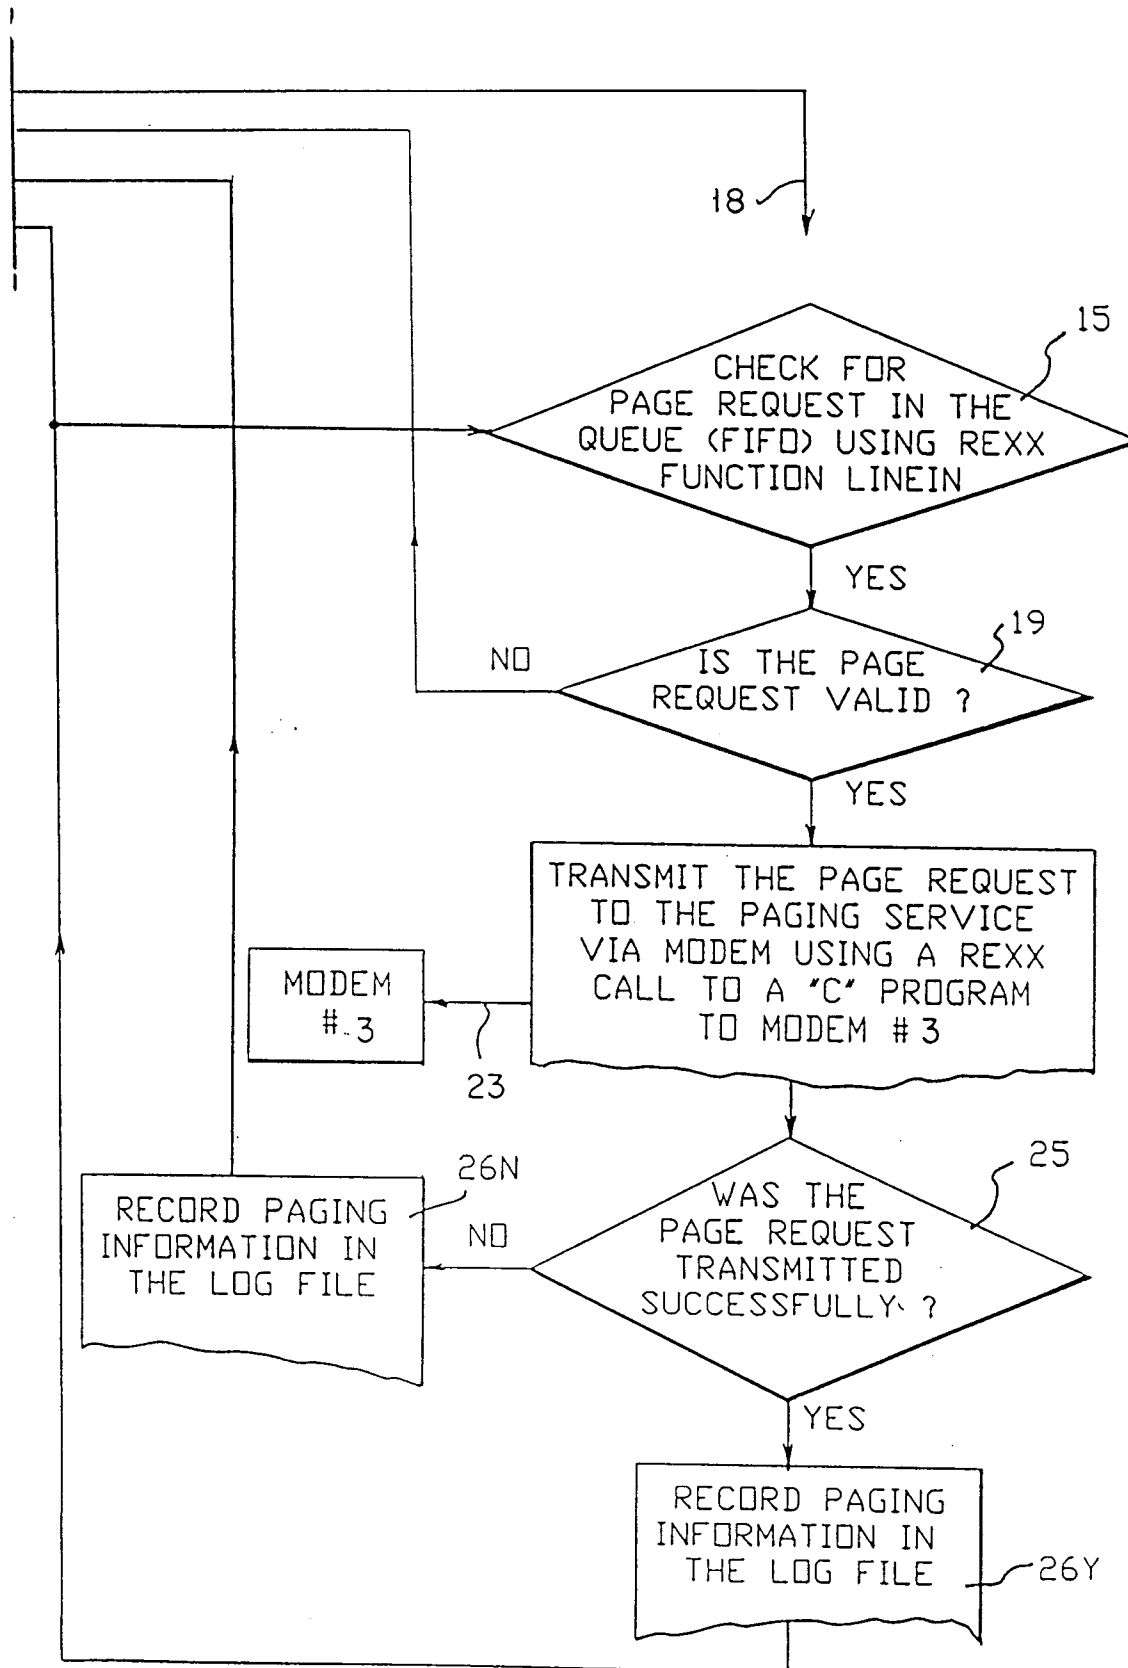 18
15
CHECK FOR
PAGE REQUEST IN THE
QUEUE (FIFO) USING REXX
FUNCTION LINEIN
YES
19
NO
IS THE PAGE
REQUEST VALID ?
YES
TRANSMIT THE PAGE REQUEST
TO THE PAGING SERVICE
VIA MODEM USING A REXX
CALL TO A "C" PROGRAM
TO MODEM # 3
MODEM
# 3
23
26N
25
RECORD PAGING
INFORMATION IN
THE LOG FILE
NO
WAS THE
PAGE REQUEST
TRANSMITTED
SUCCESSFULLY ?
YES
RECORD PAGING
INFORMATION IN
THE LOG FILE
26Y